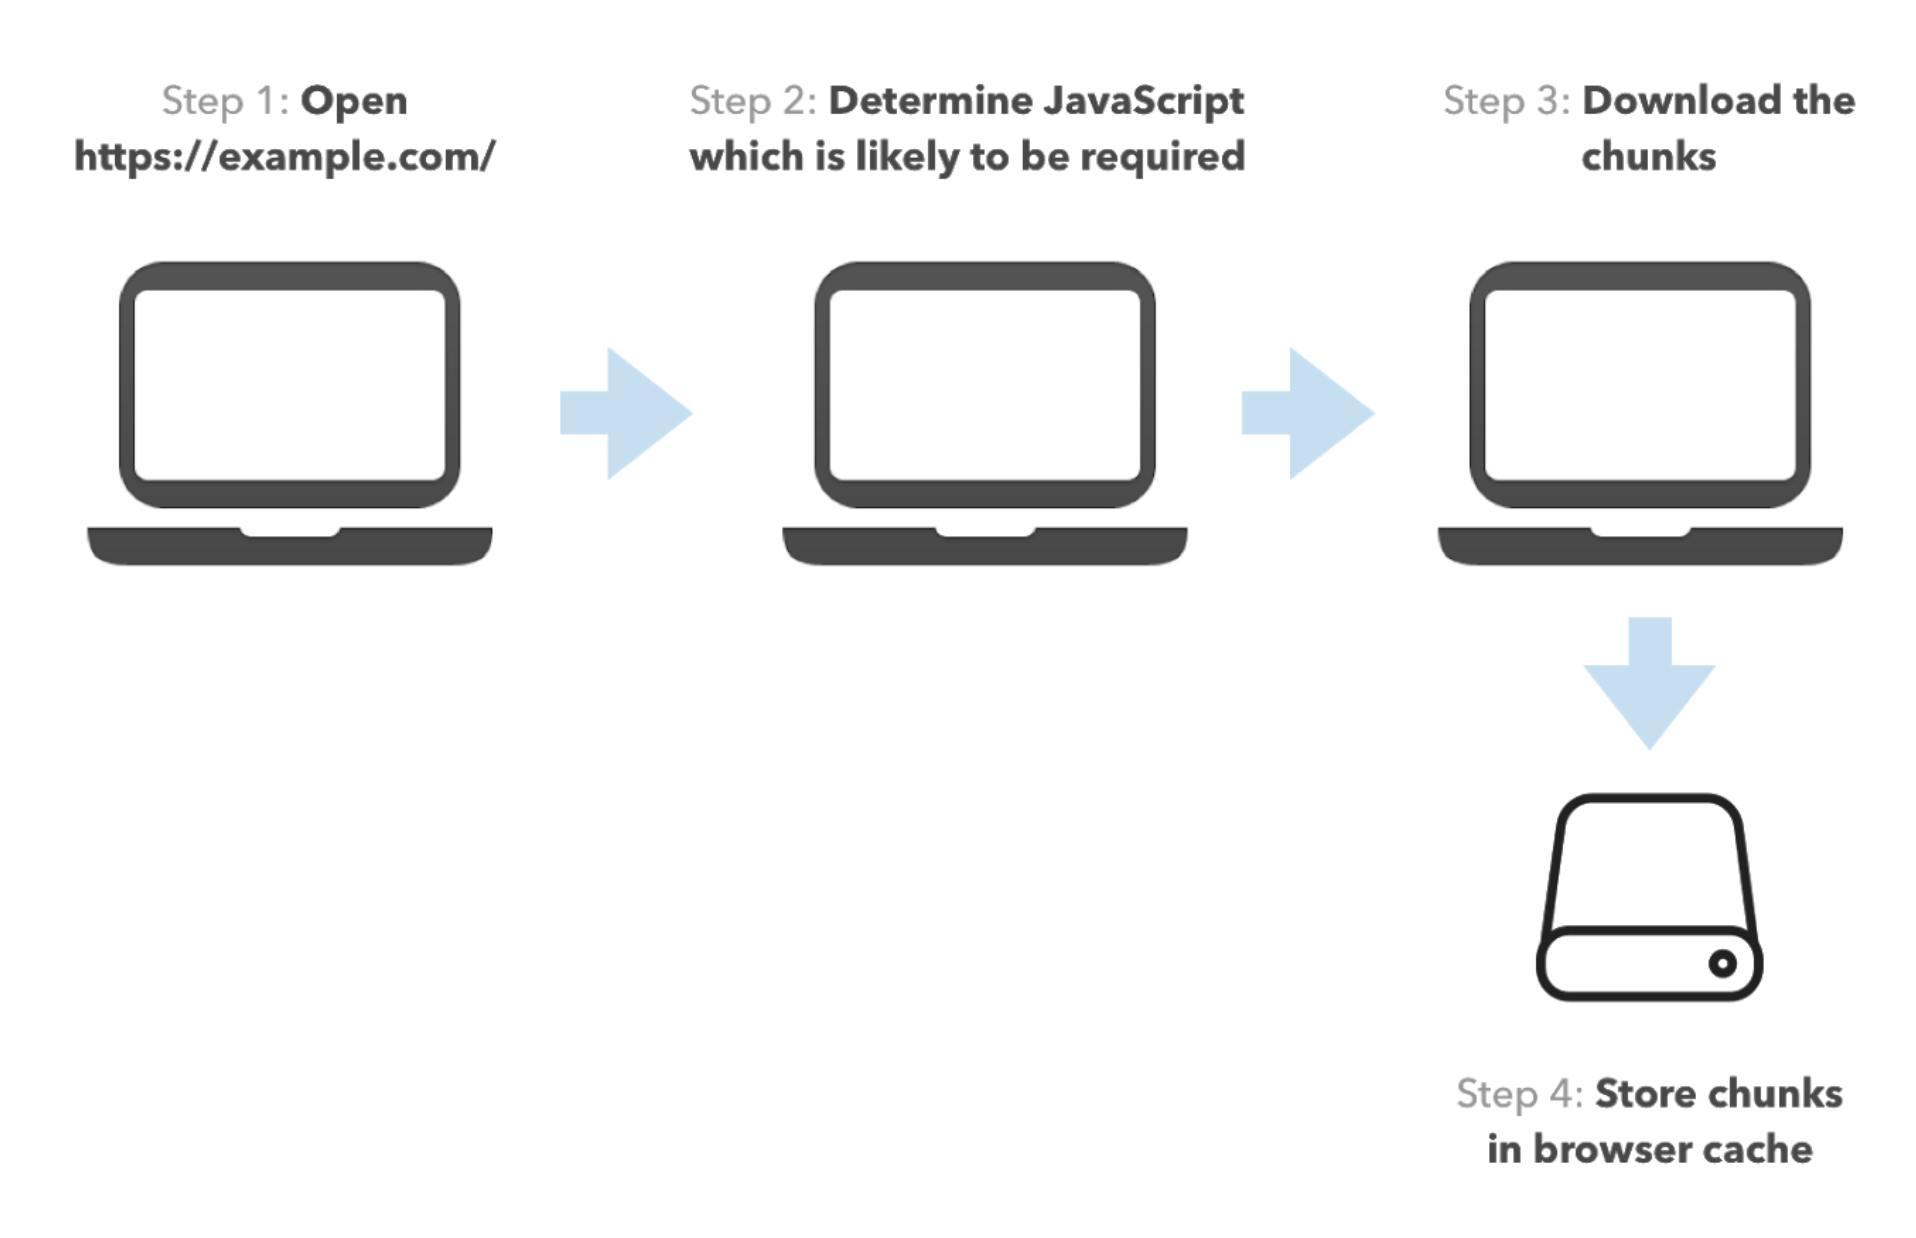 Step 1: Open
https://example.com/
Step 2: Determine JavaScript
which is likely to be required
Step 3: Download the
chunks
Step 4: Store chunks
in browser cache